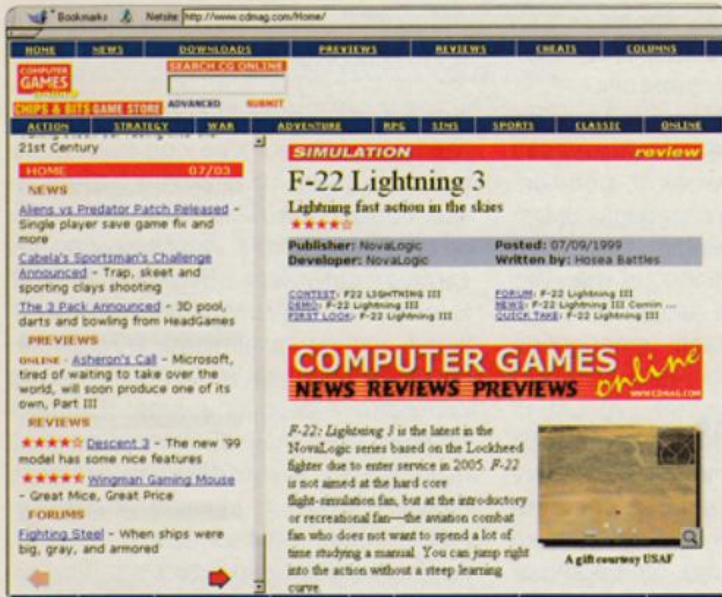 Bookmarks Netsite: http://www.cdmag.com/Home/
HOME NEWS DOWNLOADS PREVIEWS REVIEWS CHEATS COLUMNS
COMPUTER
GAMES
online
CHIPS & BITS GAME STORE
SEARCH CG ONLINE
ADVANCED SUBMIT
ACTION STRATEGY WAR ADVENTURE RPG SIMS SPORTS CLASSIC ONLINE
21st Century
HOME 07/03
NEWS
Aliens vs Predator Patch Released -
Single player save game fix and
more
Cabela's Sportsman's Challenge
Announced - Trap, skeet and
sporting clays shooting
The 3 Pack Announced - 3D pool,
darts and bowling from HeadGames
PREVIEWS
ONLINE - Asheron's Call - Microsoft,
tired of waiting to take over the
world, will soon produce one of its
own, Part III
REVIEWS
Descent 3 - The new '99
model has some nice features
Wingman Gaming Mouse
- Great Mice, Great Price
FORUMS
Fighting Steel - When ships were
big, gray, and armored
SIMULATION review
F-22 Lightning 3
Lightning fast action in the skies
Publisher: NovaLogic Posted: 07/09/1999
Developer: NovaLogic Written by: Hosea Battles
CONTEST: F22 LIGHTNING III FORUM: F-22 Lightning III
DEMO: F-22 Lightning III NEWS: F-22 Lightning III Comin ...
FIRST LOOK: F-22 Lightning III QUICK TAKE: F-22 Lightning III
COMPUTER GAMES online
NEWS REVIEWS PREVIEWS WWW.CDMAG.COM
F-22: Lightning 3 is the latest in the
NovaLogic series based on the Lockheed
fighter due to enter service in 2005. F-22
is not aimed at the hard core
flight-simulation fan, but at the introductory
or recreational fan—the aviation combat
fan who does not want to spend a lot of
time studying a manual. You can jump right
into the action without a steep learning
curve.
A gift courtesy USAF